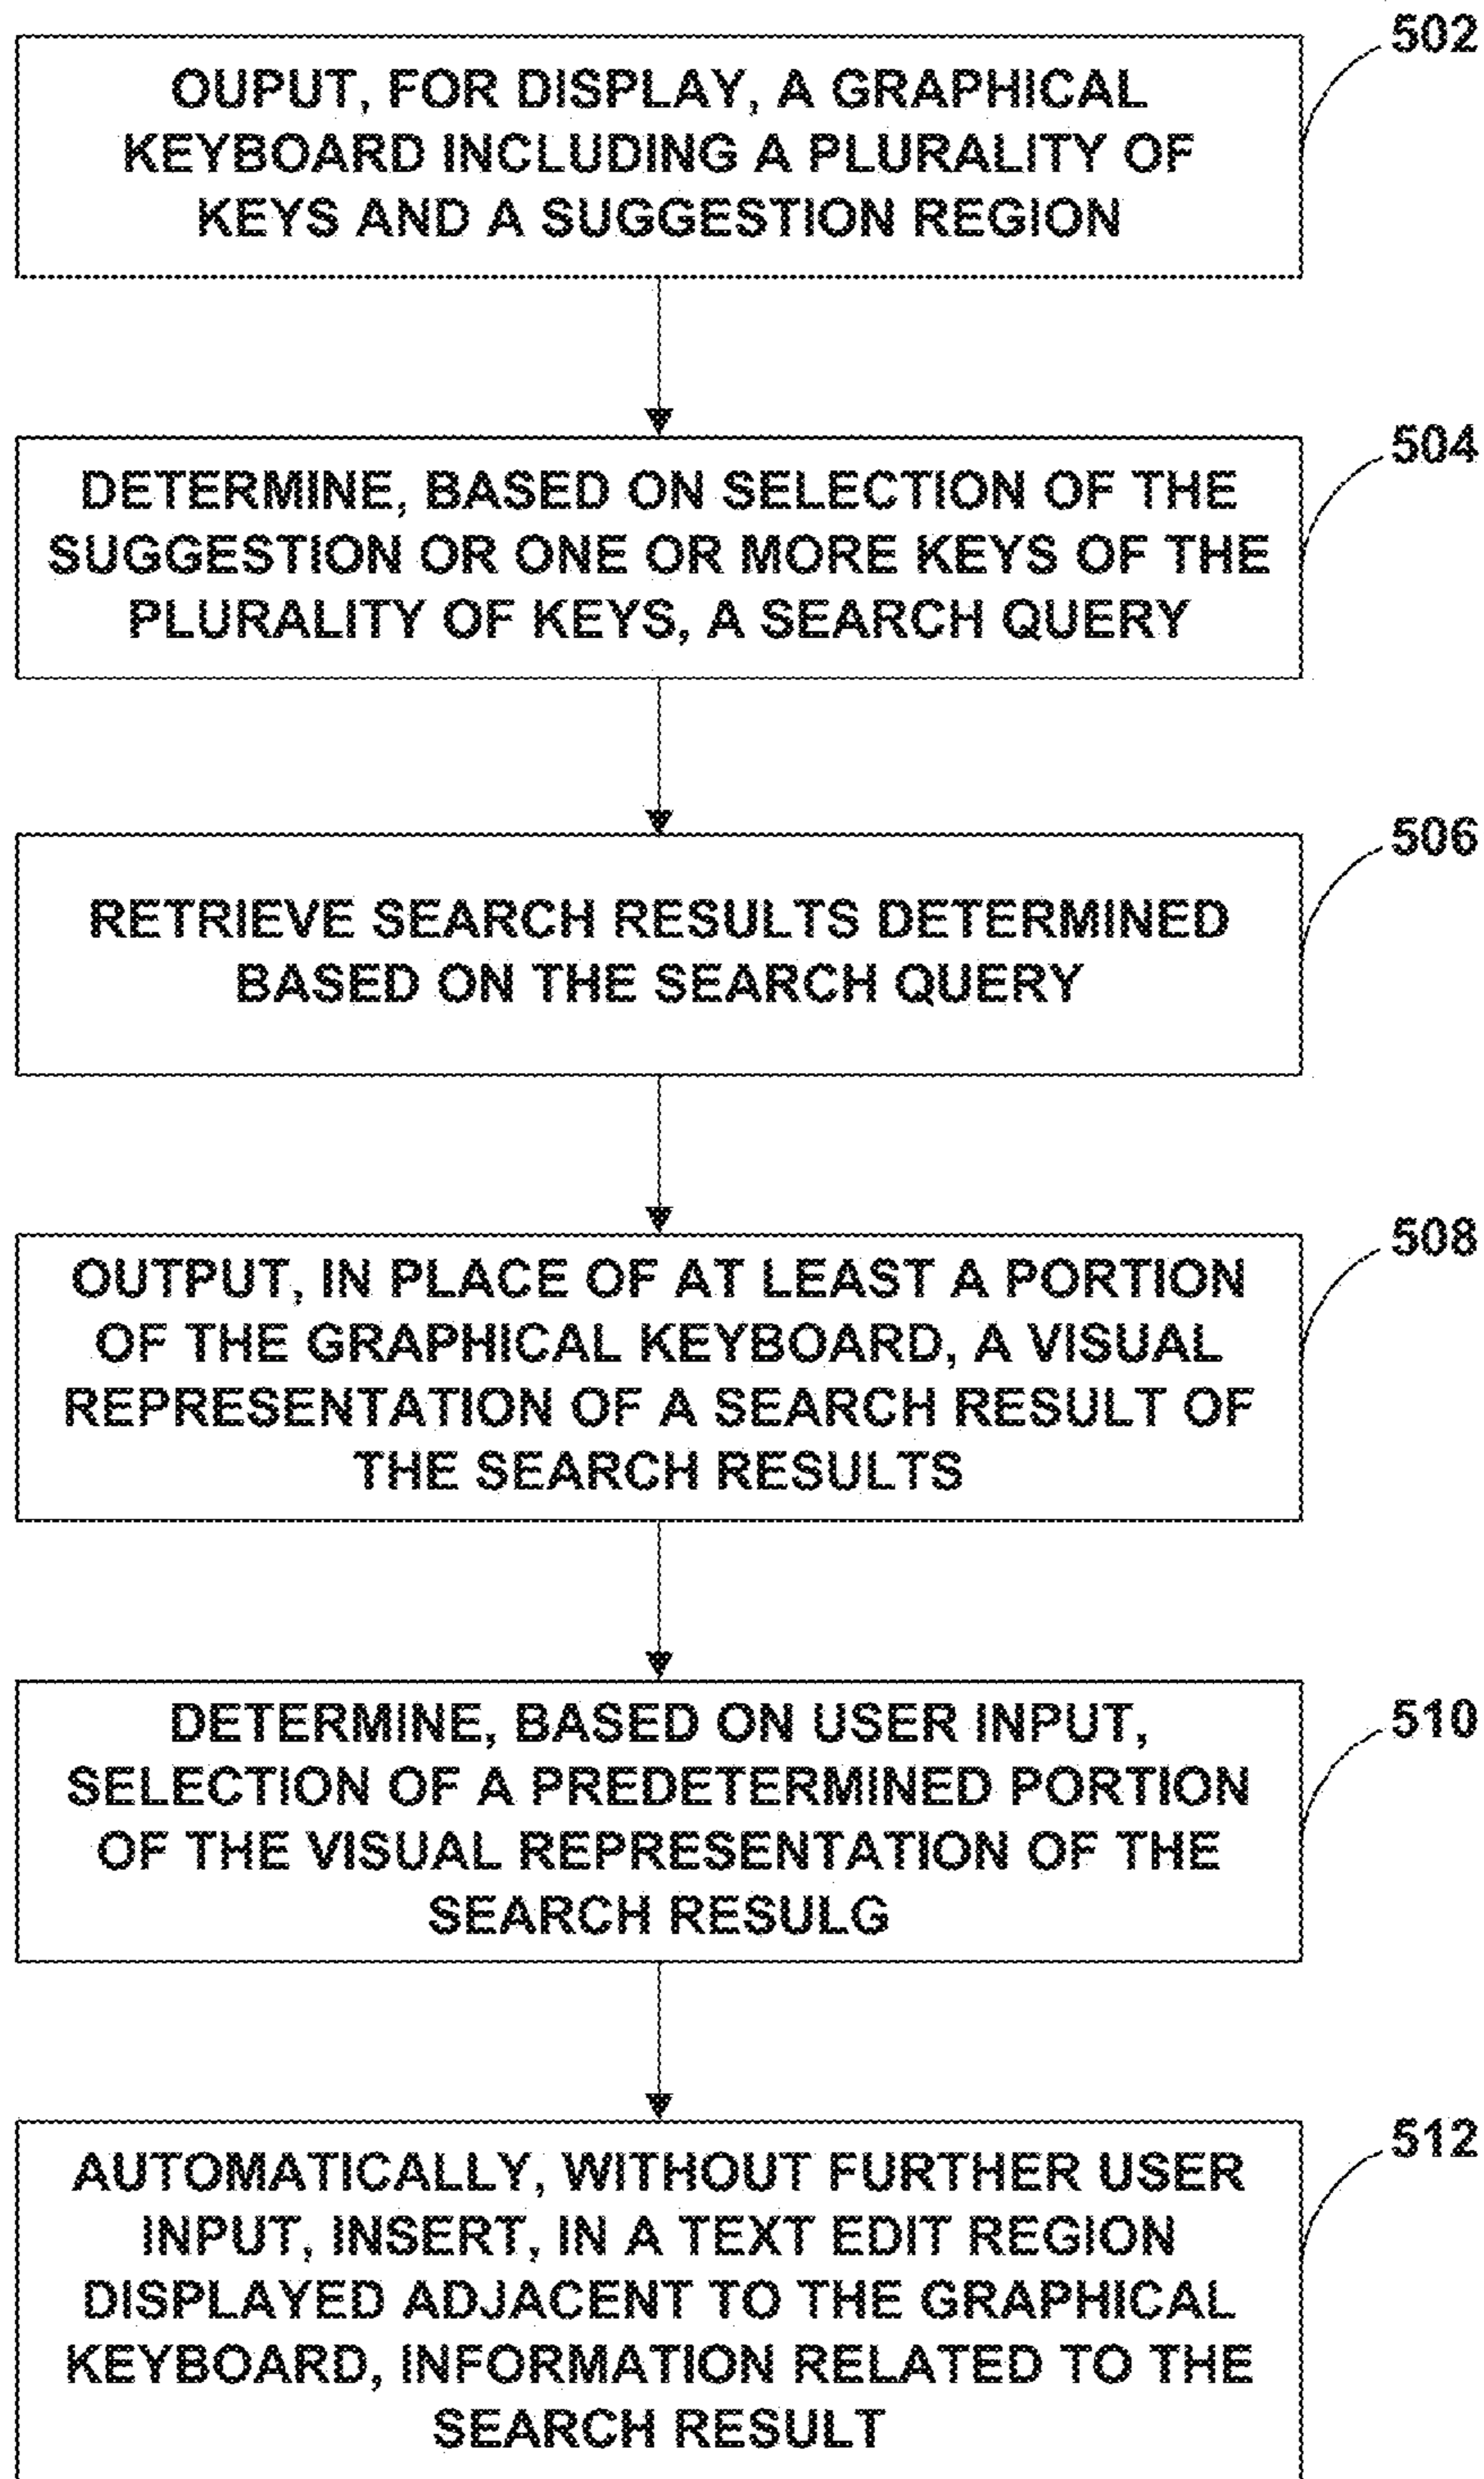 502
OUPUT, FOR DISPLAY, A GRAPHICAL
KEYBOARD INCLUDING A PLURALITY OF
KEYS AND A SUGGESTION REGION
504
DETERMINE, BASED ON SELECTION OF THE
SUGGESTION OR ONE OR MORE KEYS OF THE
PLURALITY OF KEYS, A SEARCH QUERY
506
RETRIEVE SEARCH RESULTS DETERMINED
BASED ON THE SEARCH QUERY
508
OUTPUT, IN PLACE OF AT LEAST A PORTION
OF THE GRAPHICAL KEYBOARD, A VISUAL
REPRESENTATION OF A SEARCH RESULT OF
THE SEARCH RESULTS
510
DETERMINE, BASED ON USER INPUT,
SELECTION OF A PREDETERMINED PORTION
OF THE VISUAL REPRESENTATION OF THE
SEARCH RESULG
512
AUTOMATICALLY, WITHOUT FURTHER USER
INPUT, INSERT, IN A TEXT EDIT REGION
DISPLAYED ADJACENT TO THE GRAPHICAL
KEYBOARD, INFORMATION RELATED TO THE
SEARCH RESULT